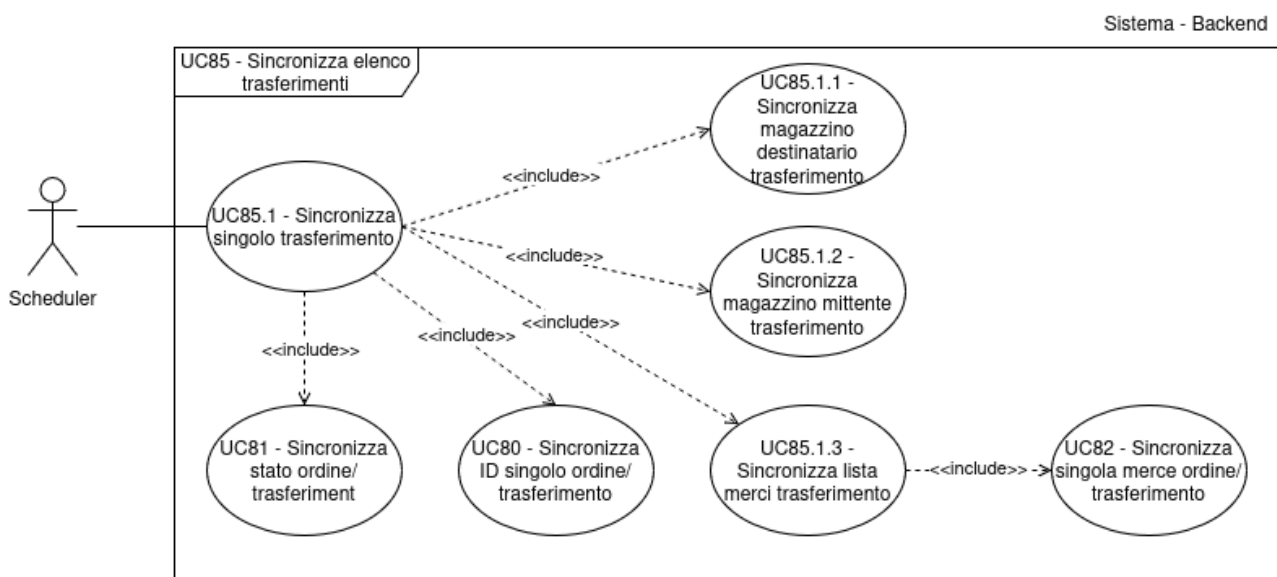 Sistema - Backend
UC85 - Sincronizza elenco
trasferimenti
UC85.1.1 -
Sincronizza
magazzino
destinatario
trasferimento
<<include>>
UC85.1 - Sincronizza
singolo trasferimento
Scheduler
<<include>>
UC85.1.2 -
Sincronizza
magazzino mittente
trasferimento
<<include>>
<<include>>
<<include>>
UC81 - Sincronizza
stato ordine/
trasferiment
UC80 - Sincronizza
ID singolo ordine/
trasferimento
UC85.1.3 -
Sincronizza lista
merci trasferimento
<<include>>
UC82 - Sincronizza
singola merce ordine/
trasferimento